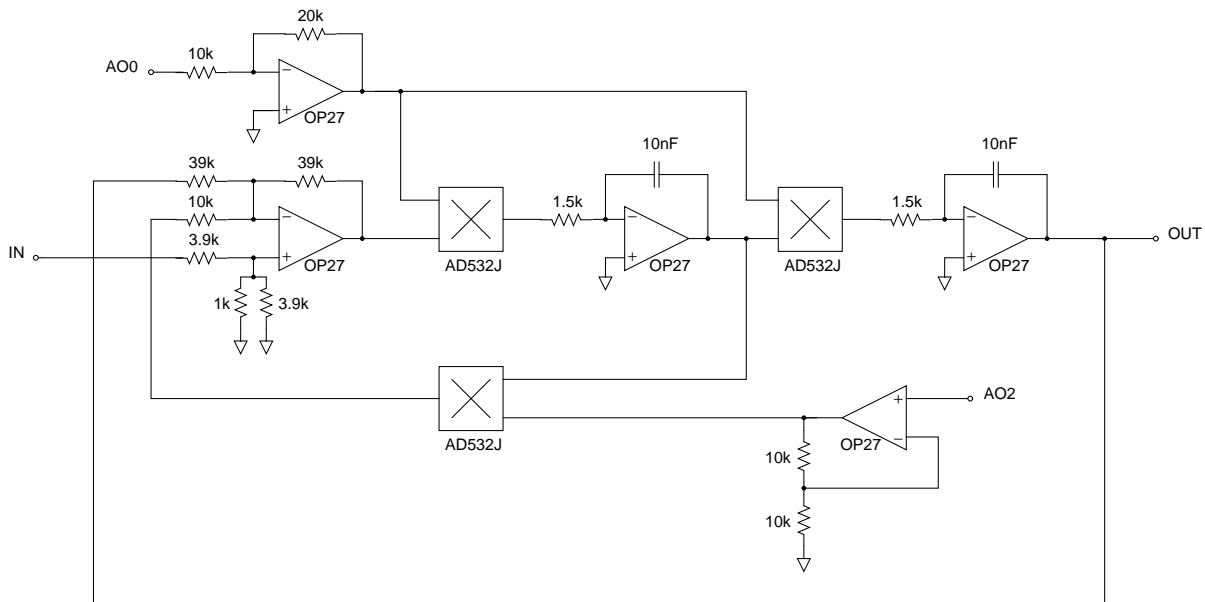 20k
10k
AO0
−
+
OP27
10nF
10nF
39k
39k
10k
−
1.5k
−
1.5k
−
3.9k
OUT
IN
+
OP27
AD532J
+
OP27
AD532J
+
OP27
1k
3.9k
AO2
+
−
OP27
AD532J
10k
10k